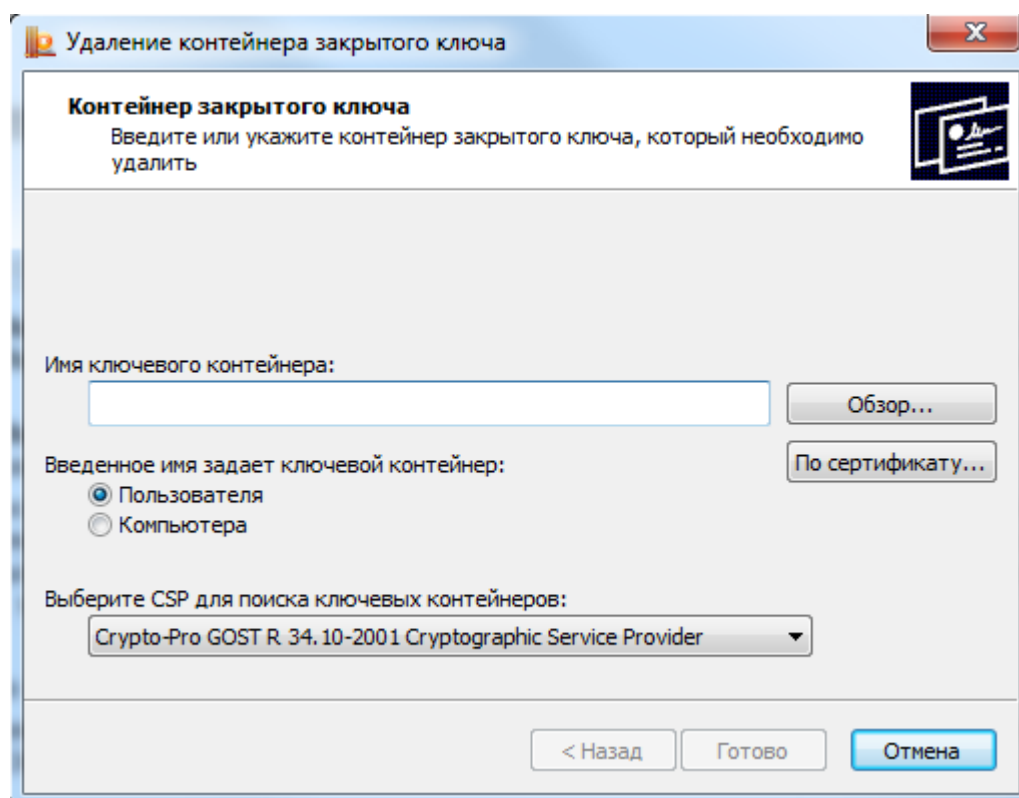 Удаление контейнера закрытого ключа
Контейнер закрытого ключа
Введите или укажите контейнер закрытого ключа, который необходимо
удалить
Имя ключевого контейнера:
Обзор...
Введенное имя задает ключевой контейнер:
По сертификату...
Пользователя
Компьютера
Выберите CSP для поиска ключевых контейнеров:
Crypto-Pro GOST R 34.10-2001 Cryptographic Service Provider
< Назад
Готово
Отмена